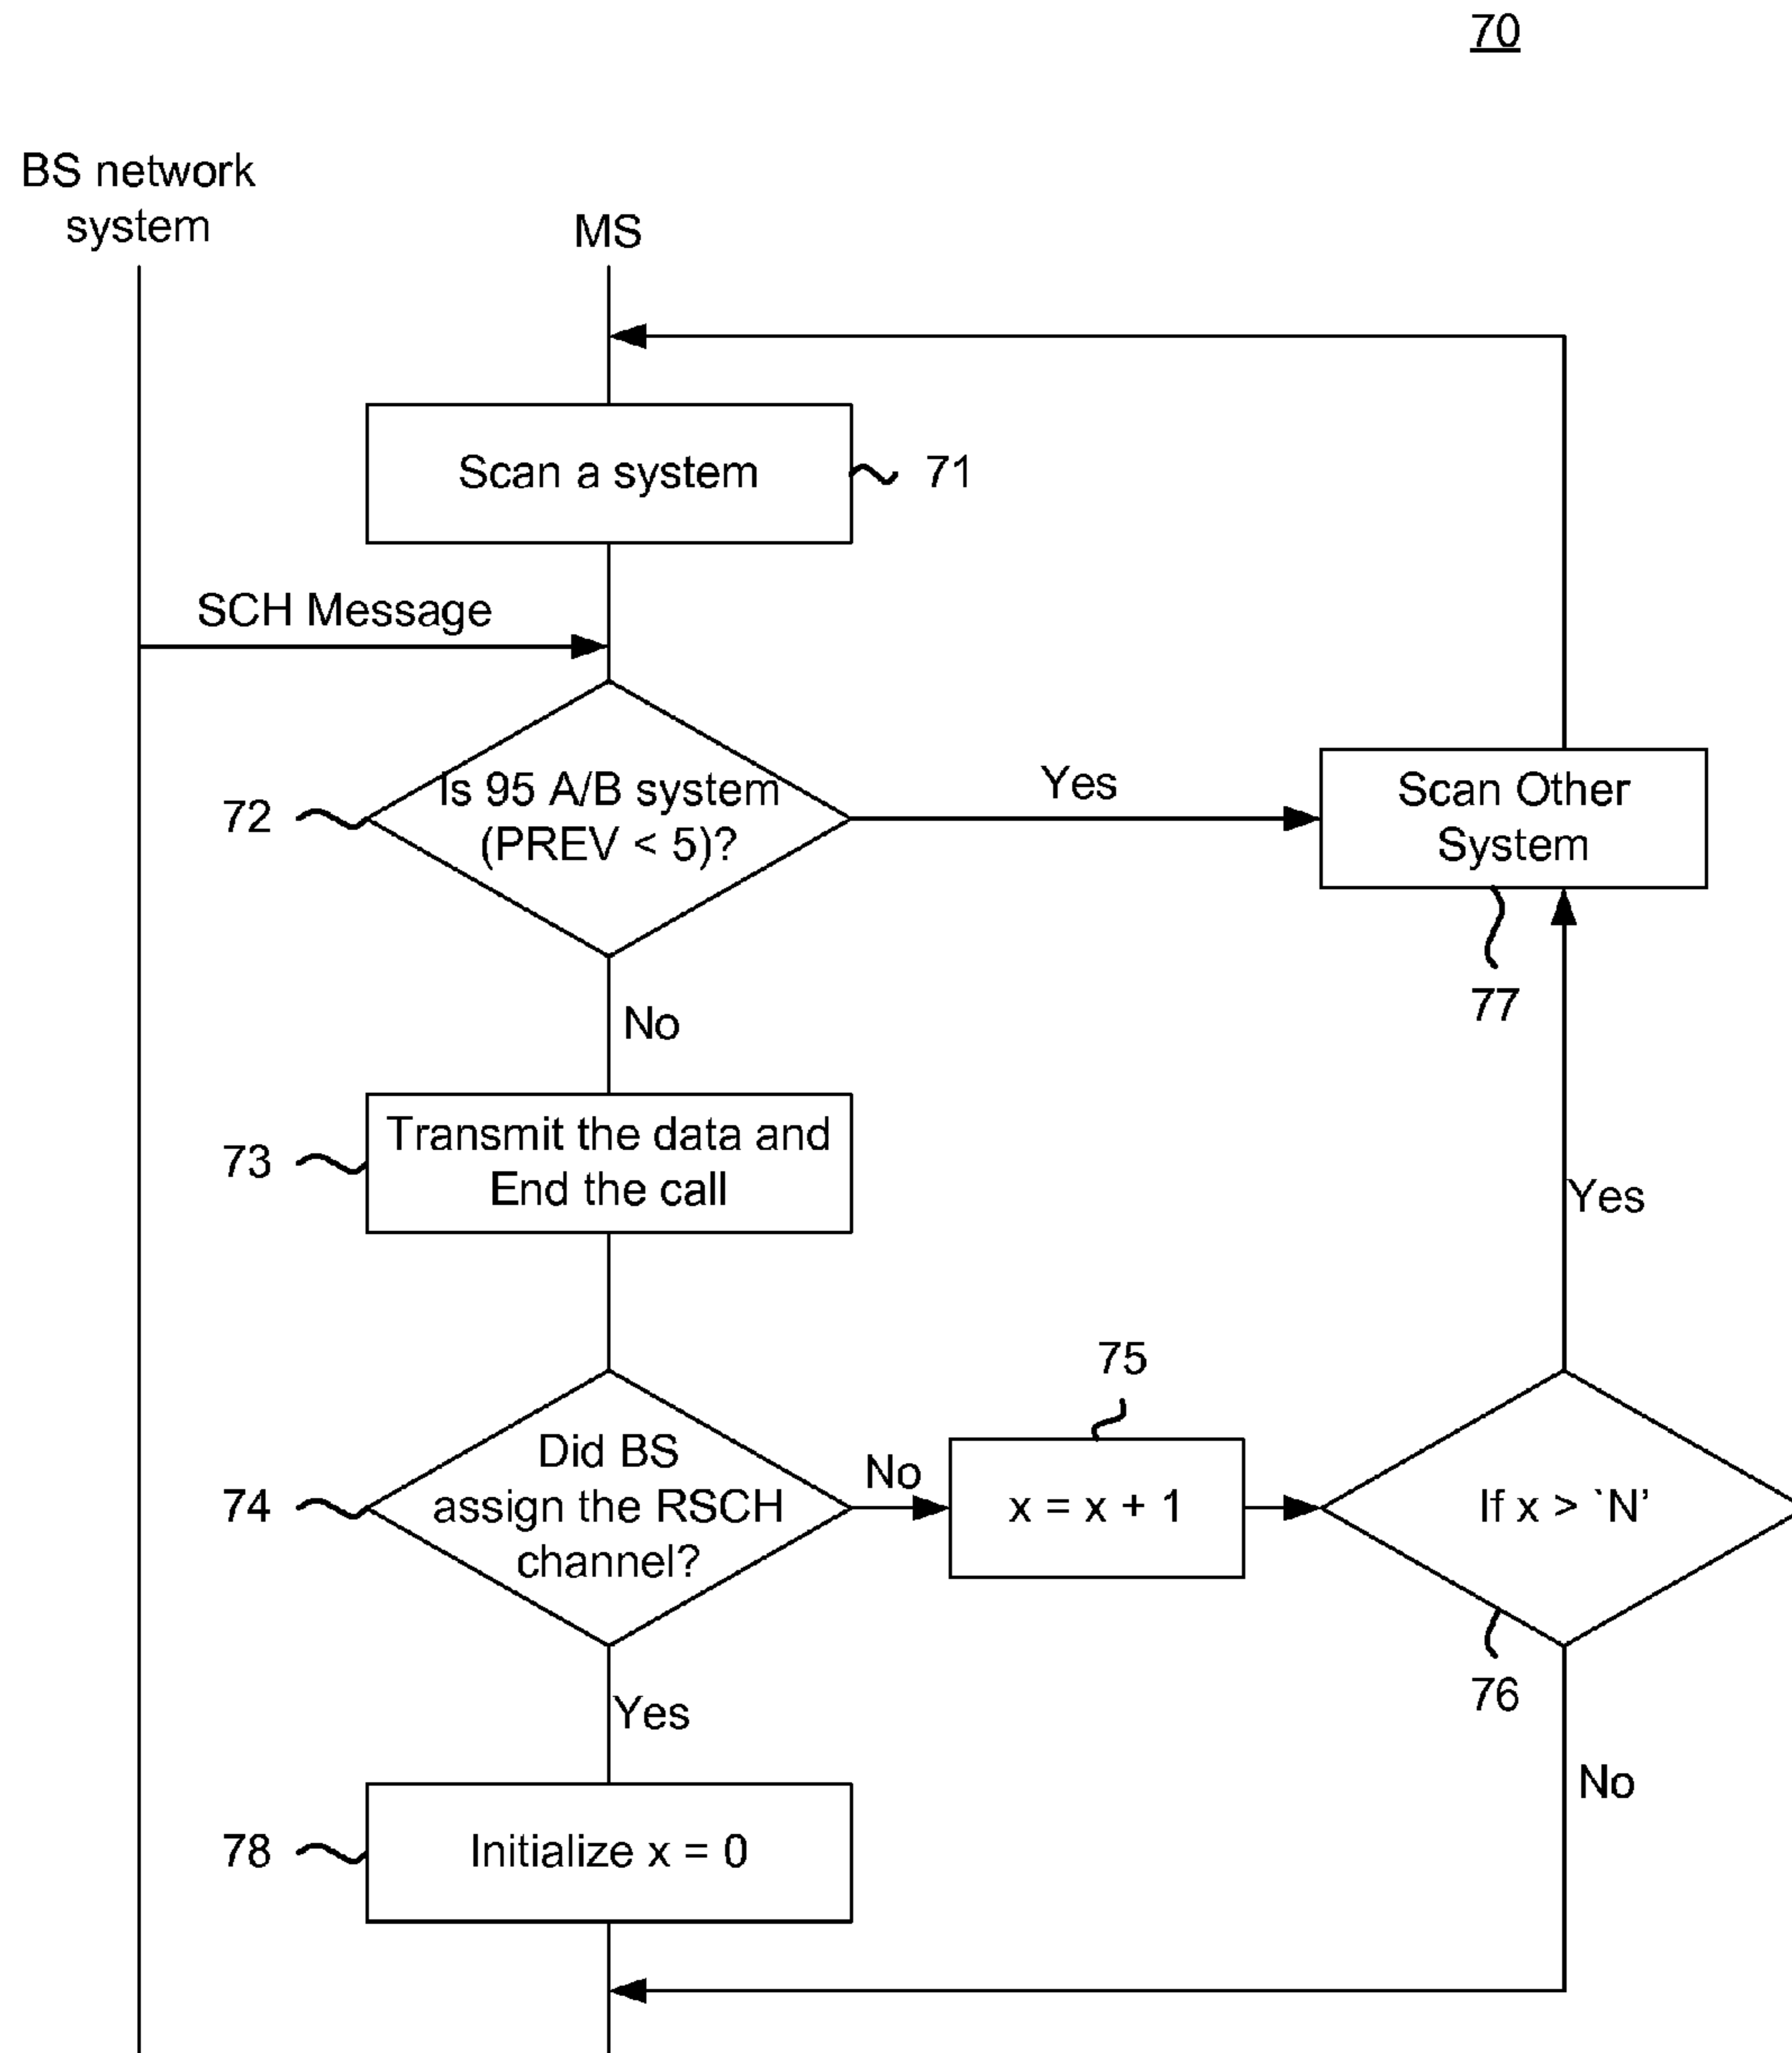 70
BS network
system
MS
Scan a system
71
SCH Message
Is 95 A/B system
(PREV < 5)?
72
Yes
Scan Other
System
77
No
Transmit the data and
End the call
73
Yes
75
Did BS
assign the RSCH
channel?
74
No
x = x + 1
If x > `N'
76
Yes
No
Initialize x = 0
78